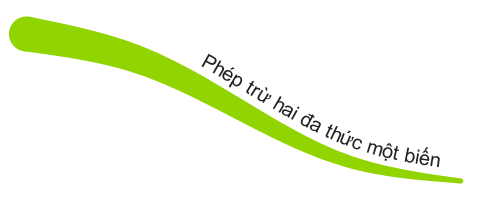 Phép trừ hai đa thức một biến